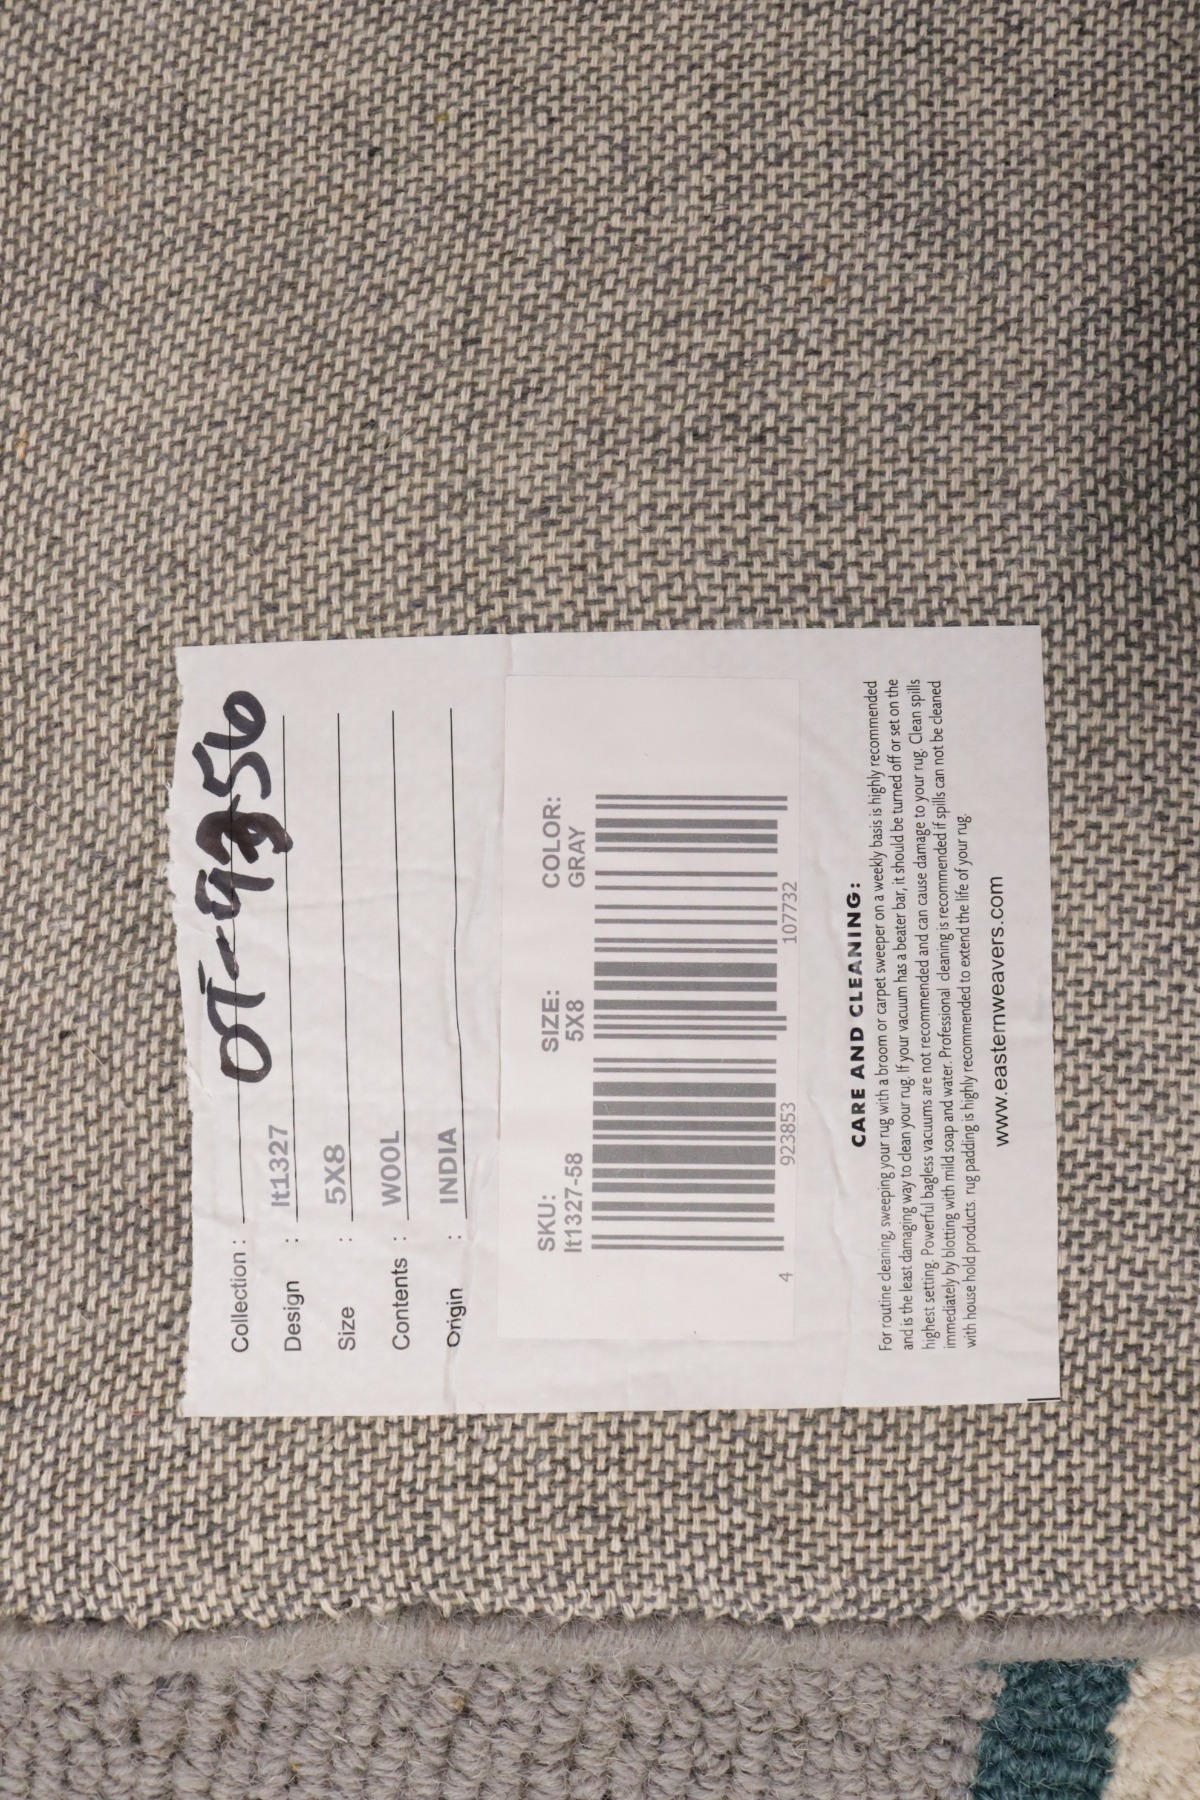 Collection :
Design : It1327
Size : 5X8
Contents : WOOL
Origin : INDIA
SKU: SIZE: COLOR:
It1327-58 5X8 GRAY
4 923853 107732
CARE AND CLEANING:
For routine cleaning, sweeping your rug with a broom or carpet sweeper on a weekly basis is highly recommended
and is the least damaging way to clean your rug. If your vacuum has a beater bar, it should be turned off or set on the
highest setting. Powerful bagless vacuums are not recommended and can cause damage to your rug. Clean spills
immediately by blotting with mild soap and water. Professional cleaning is recommended if spills can not be cleaned
with house hold products. rug padding is highly recommended to extend the life of your rug.
www.easternweavers.com